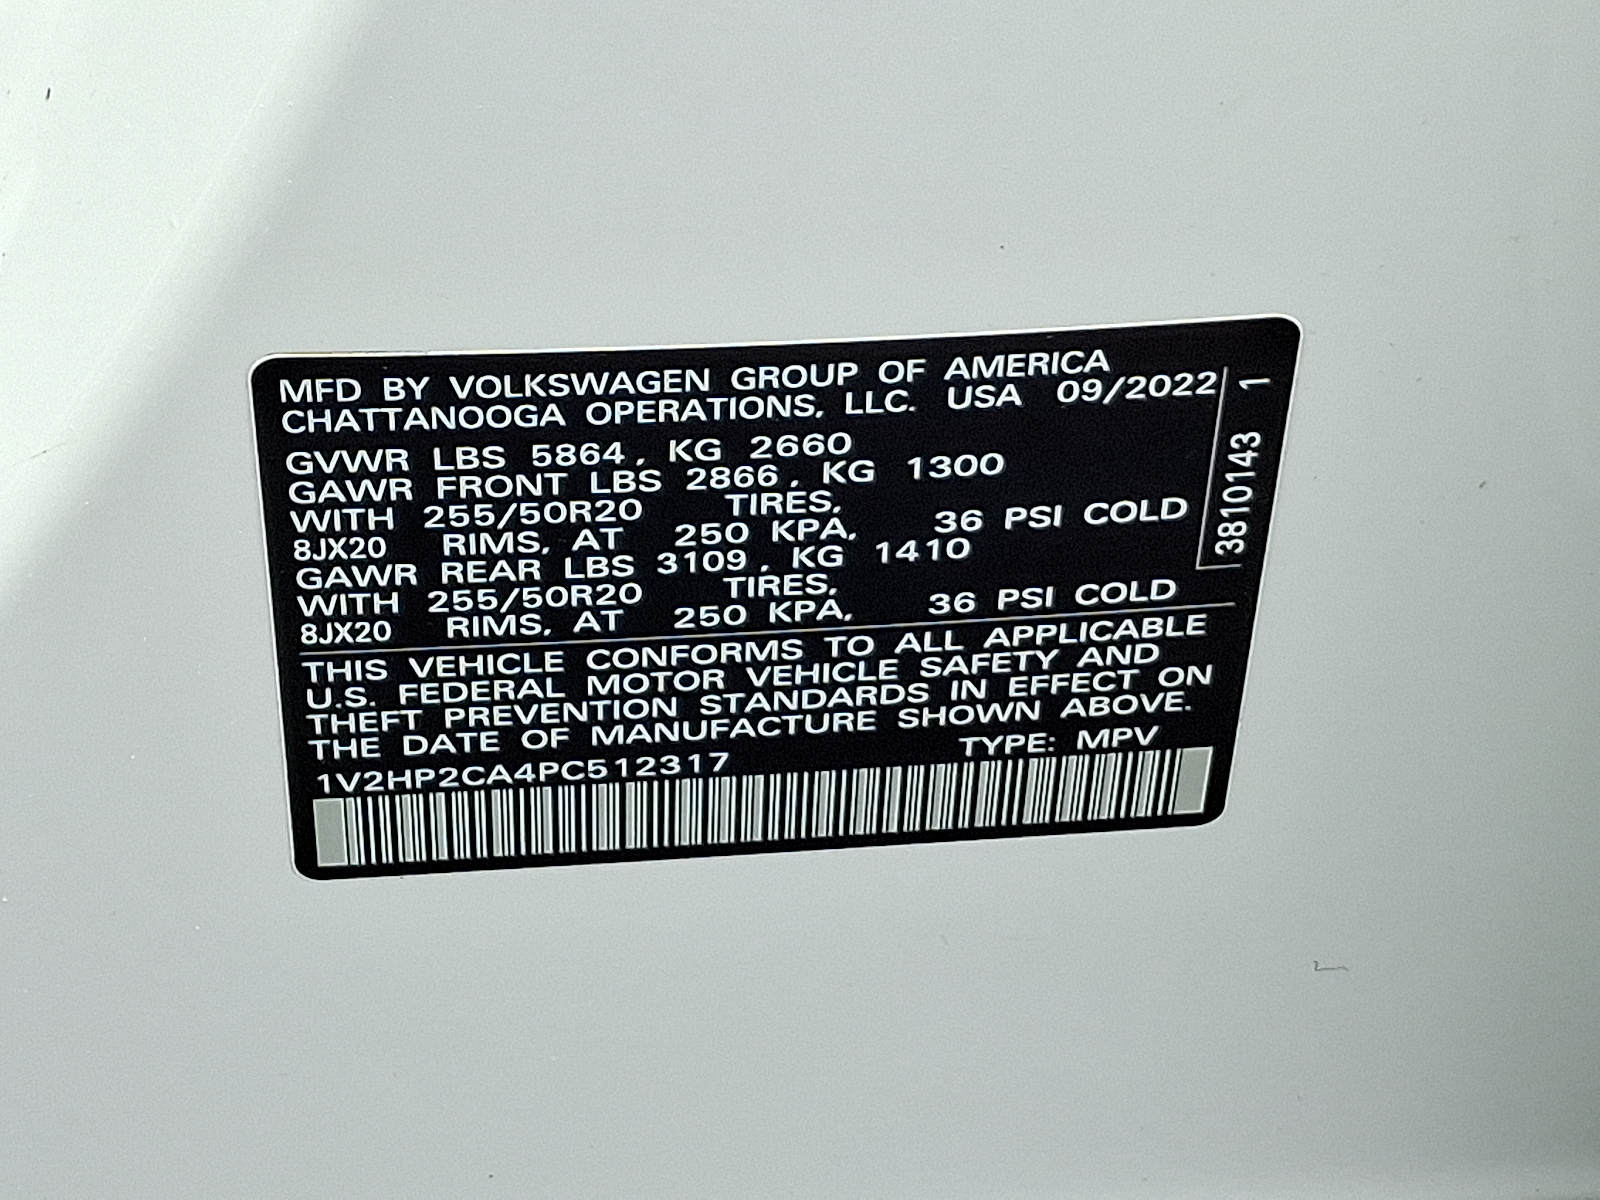 MFD BY VOLKSWAGEN GROUP OF AMERICA
CHATTANOOGA OPERATIONS, LLC. USA 09/2022
GVWR LBS 5864, KG 2660
GAWR FRONT LBS 2866, KG 1300
WITH 255/50R20 TIRES,
8JX20 RIMS, AT 250 KPA, 36 PSI COLD
GAWR REAR LBS 3109, KG 1410
WITH 255/50R20 TIRES,
8JX20 RIMS, AT 250 KPA, 36 PSI COLD
THIS VEHICLE CONFORMS TO ALL APPLICABLE
U.S. FEDERAL MOTOR VEHICLE SAFETY AND
THEFT PREVENTION STANDARDS IN EFFECT ON
THE DATE OF MANUFACTURE SHOWN ABOVE.
1V2HP2CA4PC512317 TYPE: MPV
3810143 1